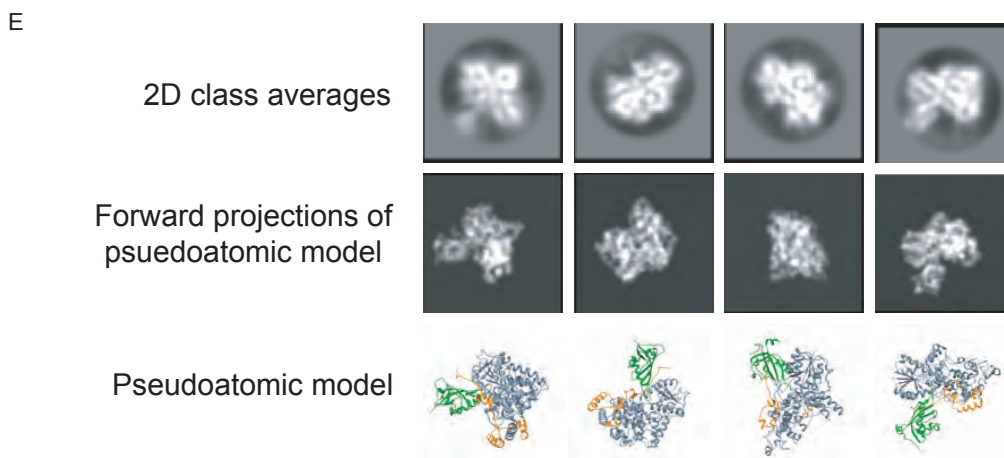 E
2D class averages
Forward projections of
psuedoatomic model
Pseudoatomic model